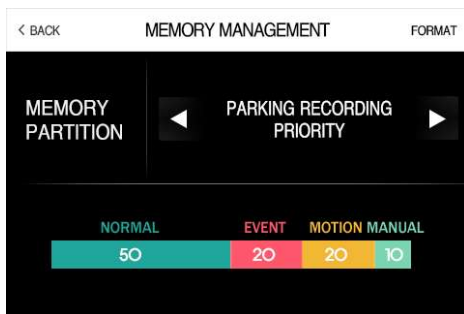 < BACK MEMORY MANAGEMENT FORMAT
MEMORY
PARTITION
PARKING RECORDING
PRIORITY
NORMAL EVENT MOTION MANUAL
50 20 20 10